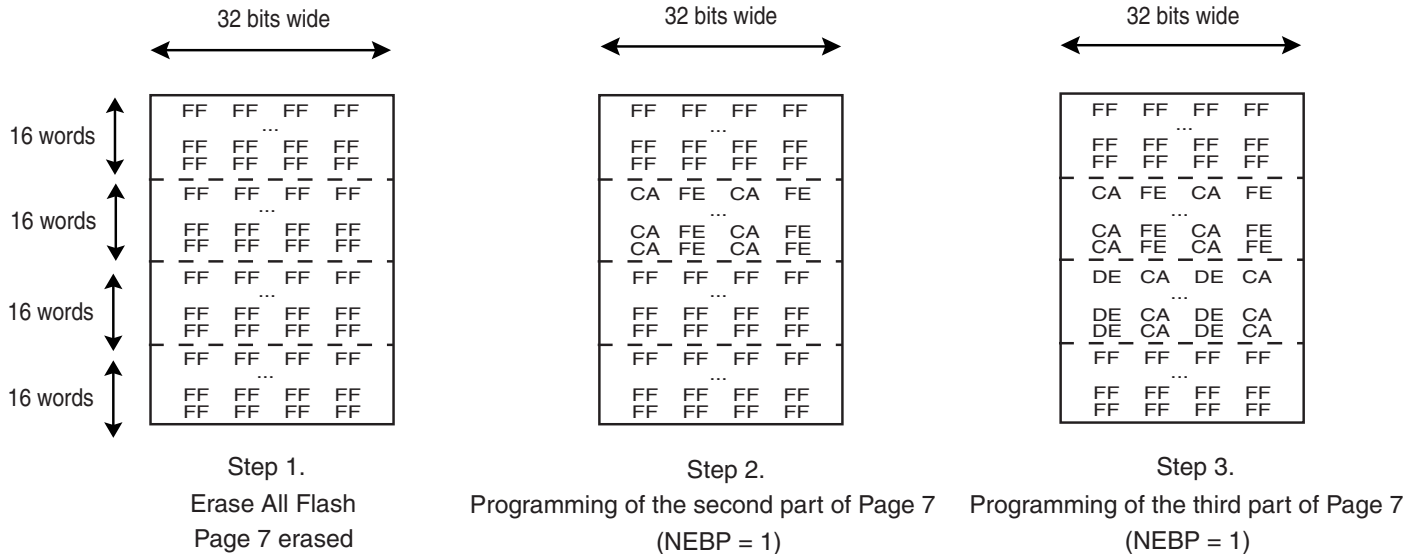 32 bits wide
32 bits wide
32 bits wide
16 words
16 words
16 words
16 words
FF FF FF FF
...
FF FF FF FF
FF FF FF FF
FF FF FF FF
...
FF FF FF FF
FF FF FF FF
FF FF FF FF
...
FF FF FF FF
FF FF FF FF
FF FF FF FF
...
FF FF FF FF
FF FF FF FF
Step 1.
Erase All Flash
Page 7 erased
FF FF FF FF
...
FF FF FF FF
FF FF FF FF
CA FE CA FE
...
CA FE CA FE
CA FE CA FE
FF FF FF FF
...
FF FF FF FF
FF FF FF FF
FF FF FF FF
...
FF FF FF FF
FF FF FF FF
Step 2.
Programming of the second part of Page 7
(NEBP = 1)
FF FF FF FF
...
FF FF FF FF
FF FF FF FF
CA FE CA FE
...
CA FE CA FE
CA FE CA FE
DE CA DE CA
...
DE CA DE CA
DE CA DE CA
FF FF FF FF
...
FF FF FF FF
FF FF FF FF
Step 3.
Programming of the third part of Page 7
(NEBP = 1)